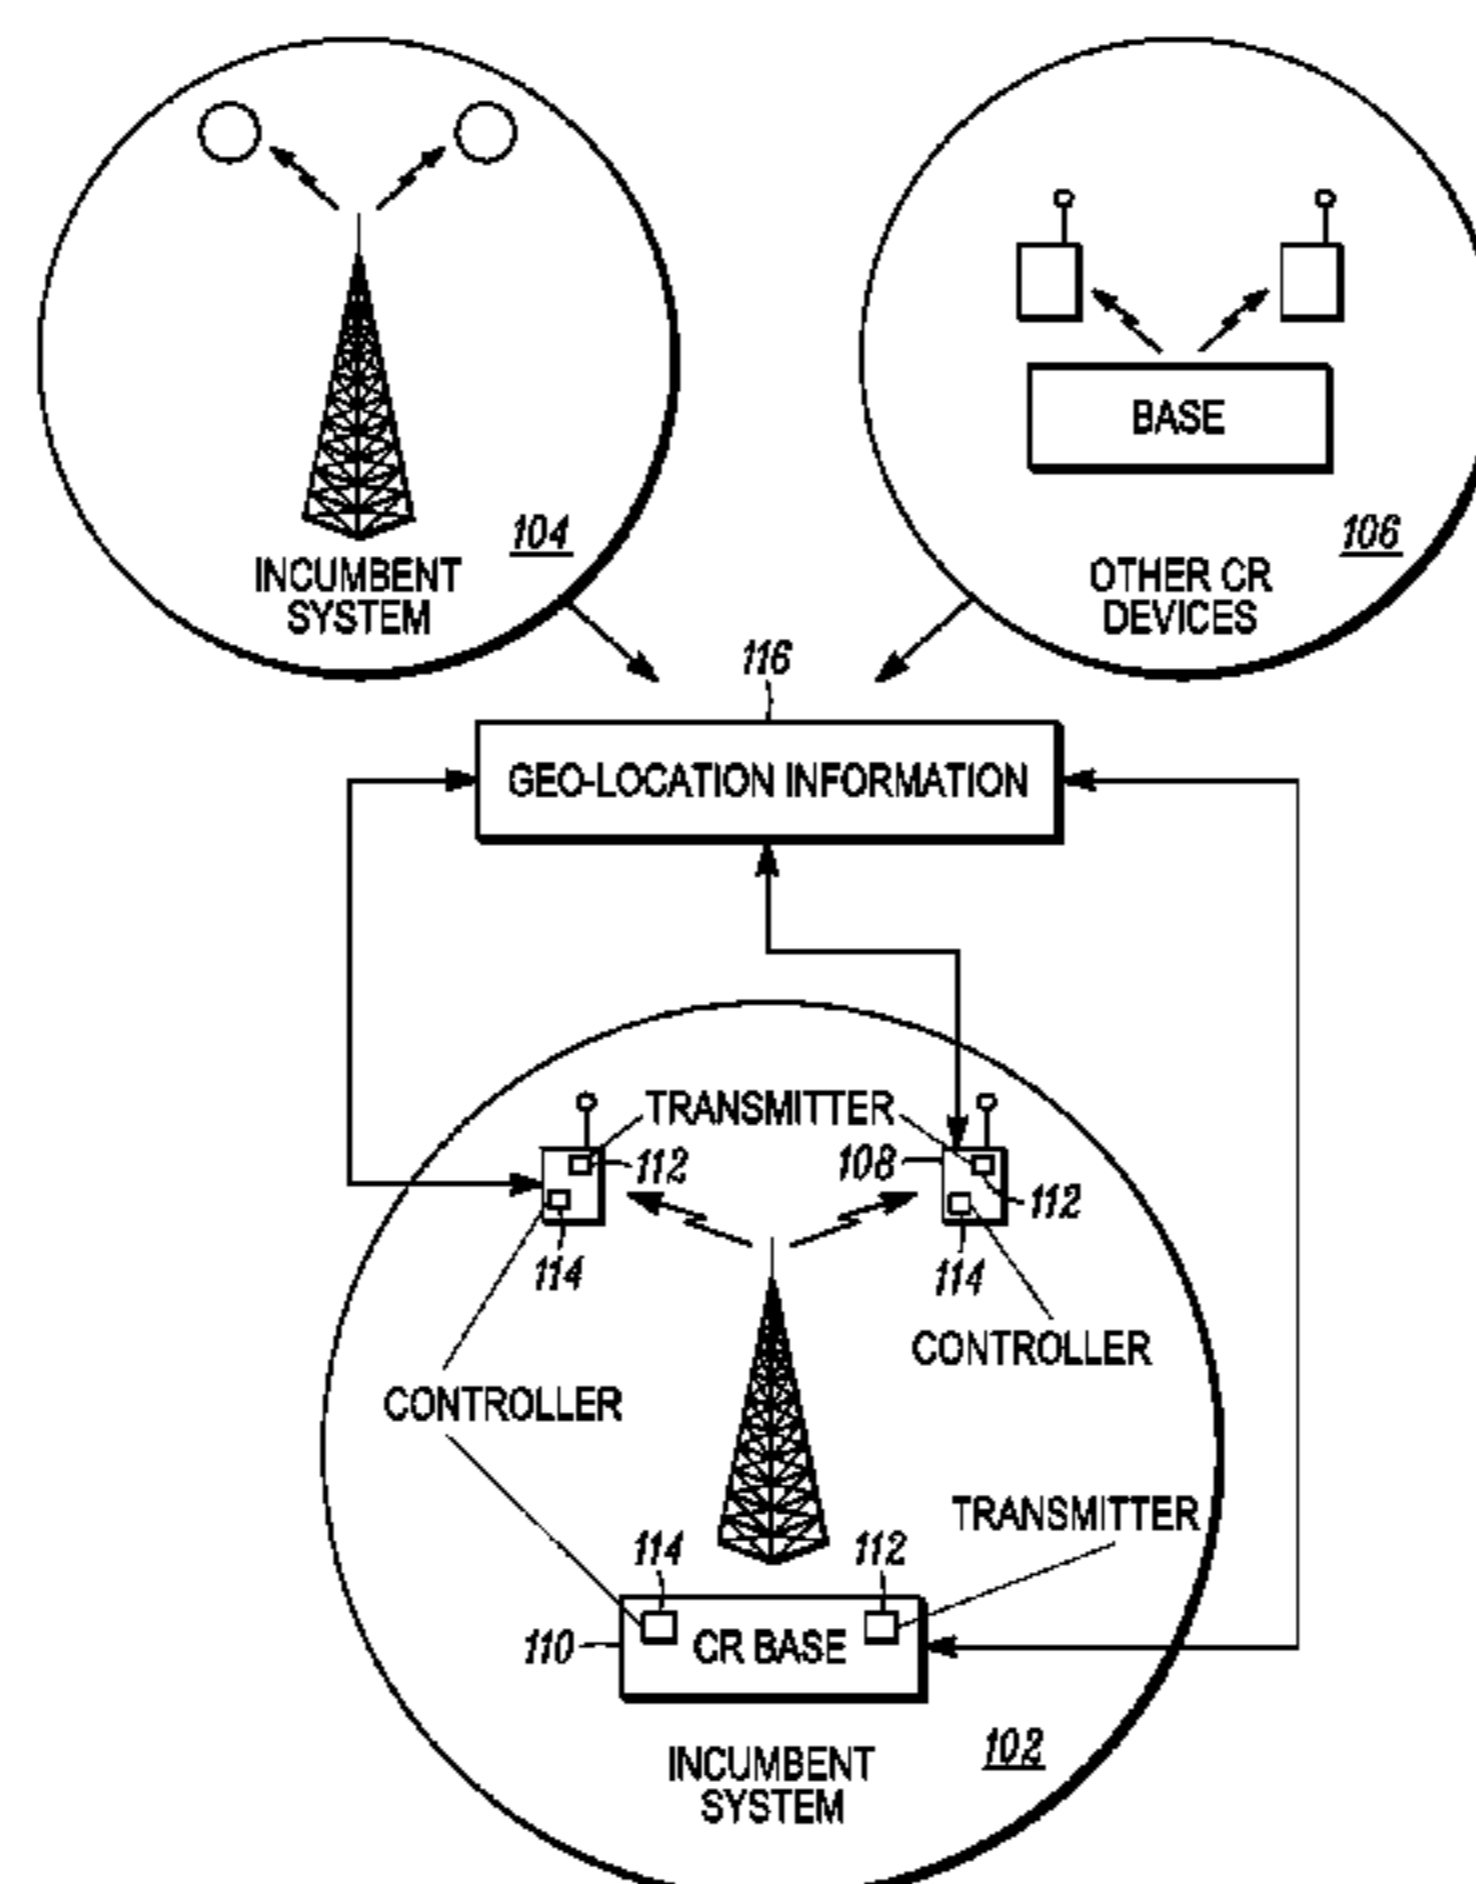 104
INCUMBENT
SYSTEM
BASE
106
OTHER CR
DEVICES
116
GEO-LOCATION INFORMATION
TRANSMITTER
112
108
112
114
114
CONTROLLER
CONTROLLER
TRANSMITTER
114
112
110
CR BASE
102
INCUMBENT
SYSTEM